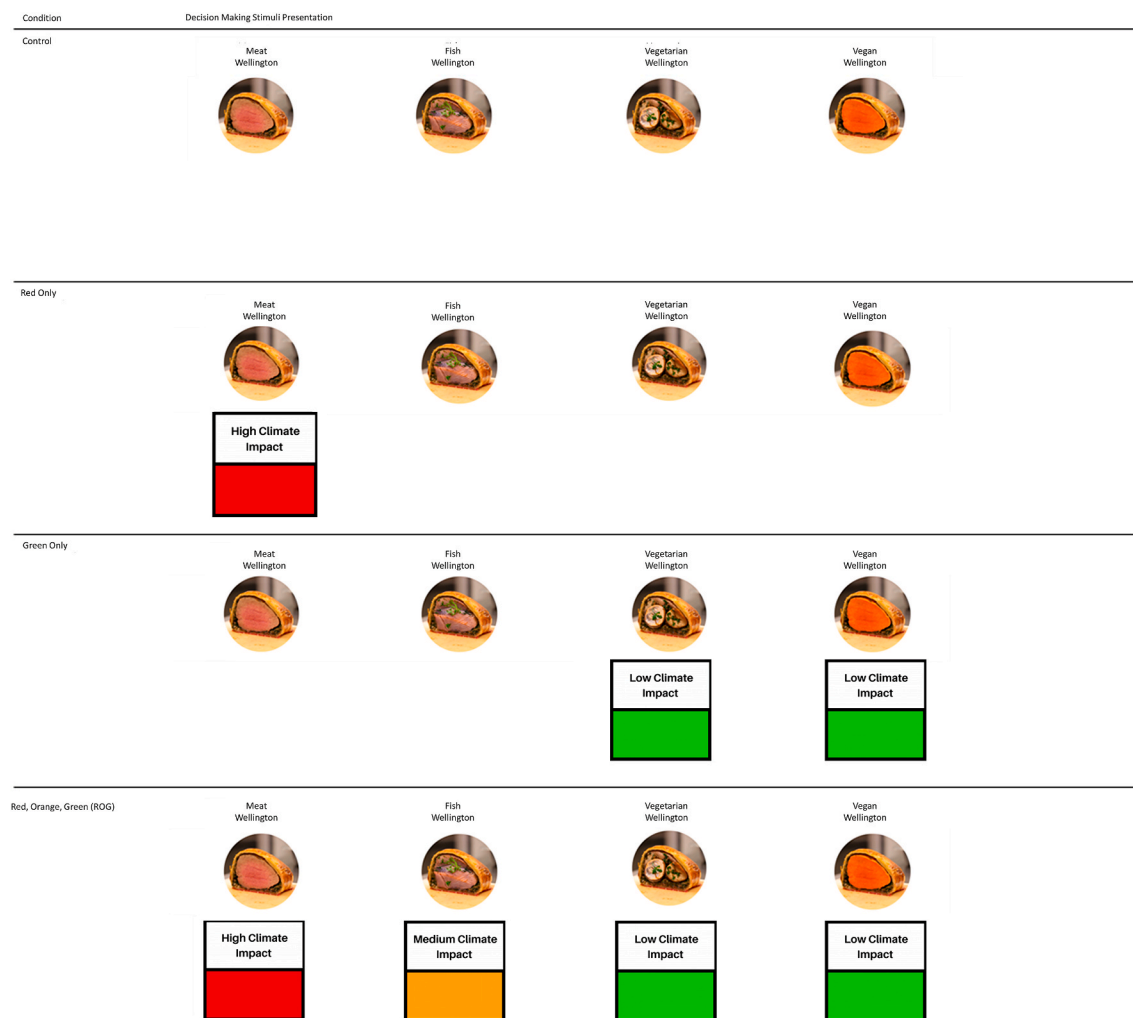 Condition Decision Making Stimuli Presentation
Control
Meat Fish Vegetarian Vegan
Wellington Wellington Wellington Wellington
Red Only
Meat Fish Vegetarian Vegan
Wellington Wellington Wellington Wellington
High Climate
Impact
Green Only
Meat Fish Vegetarian Vegan
Wellington Wellington Wellington Wellington
Low Climate Low Climate
Impact Impact
Red, Orange, Green (ROG)
Meat Fish Vegetarian Vegan
Wellington Wellington Wellington Wellington
High Climate Medium Climate Low Climate Low Climate
Impact Impact Impact Impact